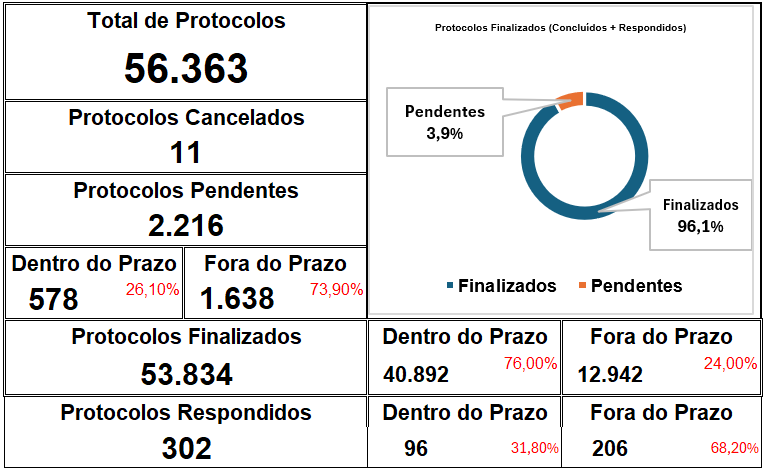 Total de Protocolos
56.363
Protocolos Cancelados
11
Protocolos Pendentes
2.216
Dentro do Prazo
578
26,10%
Fora do Prazo
1.638
73,90%
Protocolos Finalizados (Concluídos + Respondidos)
Pendentes
3,9%
Finalizados
96,1%
Finalizados
Pendentes
Protocolos Finalizados
53.834
Dentro do Prazo
40.892
76,00%
Fora do Prazo
12.942
24,00%
Protocolos Respondidos
302
Dentro do Prazo
96
31,80%
Fora do Prazo
206
68,20%